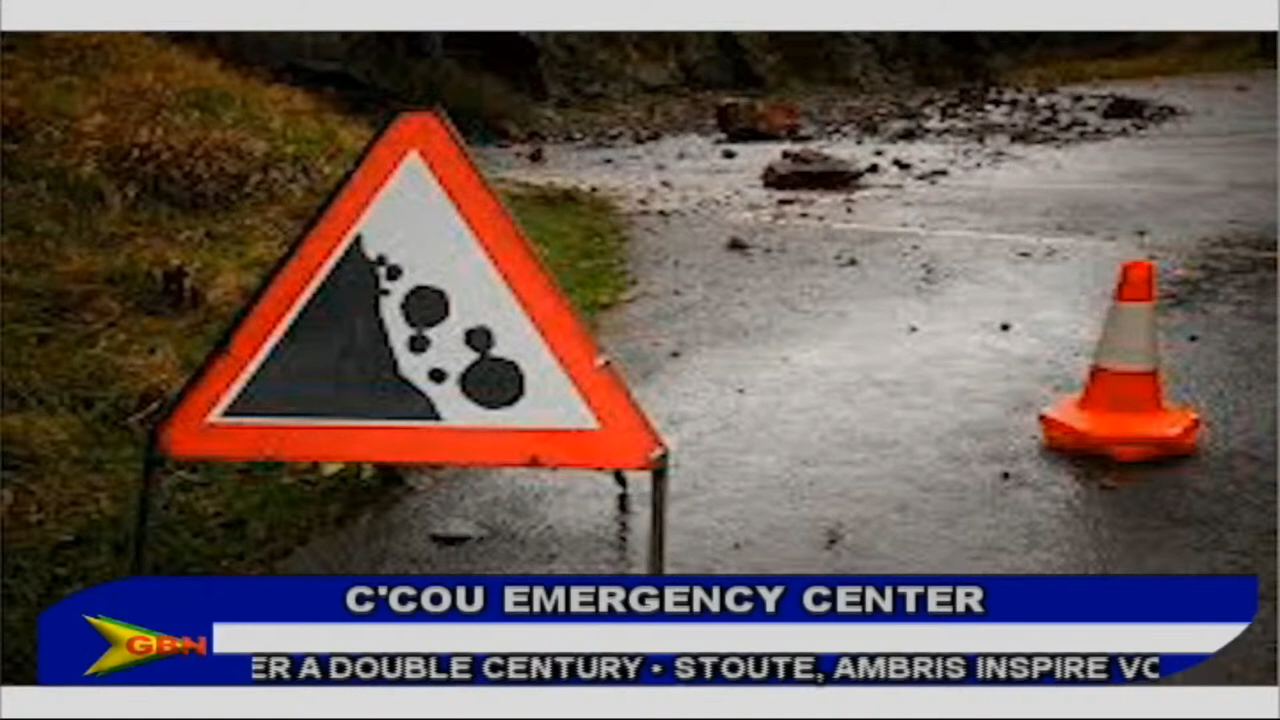 C'COU EMERGENCY CENTER
GBN
ER A DOUBLE CENTURY • STOUTE, AMBRIS INSPIRE VC